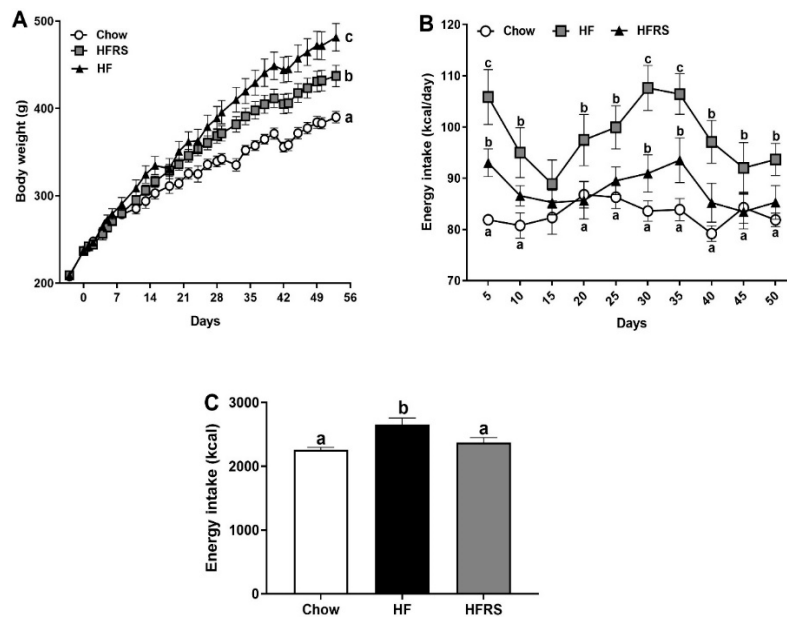 A
500
400
300
200
Body weight (g)
Chow
HFRS
HF
c
b
a
0 7 14 21 28 35 42 49 56
Days
B
Chow HF HFRS
120
110
100
90
80
70
60
Energy intake (kcal/day)
c b b b c c b b b
b b b
a a a a a a a a a
5 10 15 20 25 30 35 40 45 50
Days
C
3000
2000
1000
0
Energy intake (kcal)
a b a
Chow HF HFRS